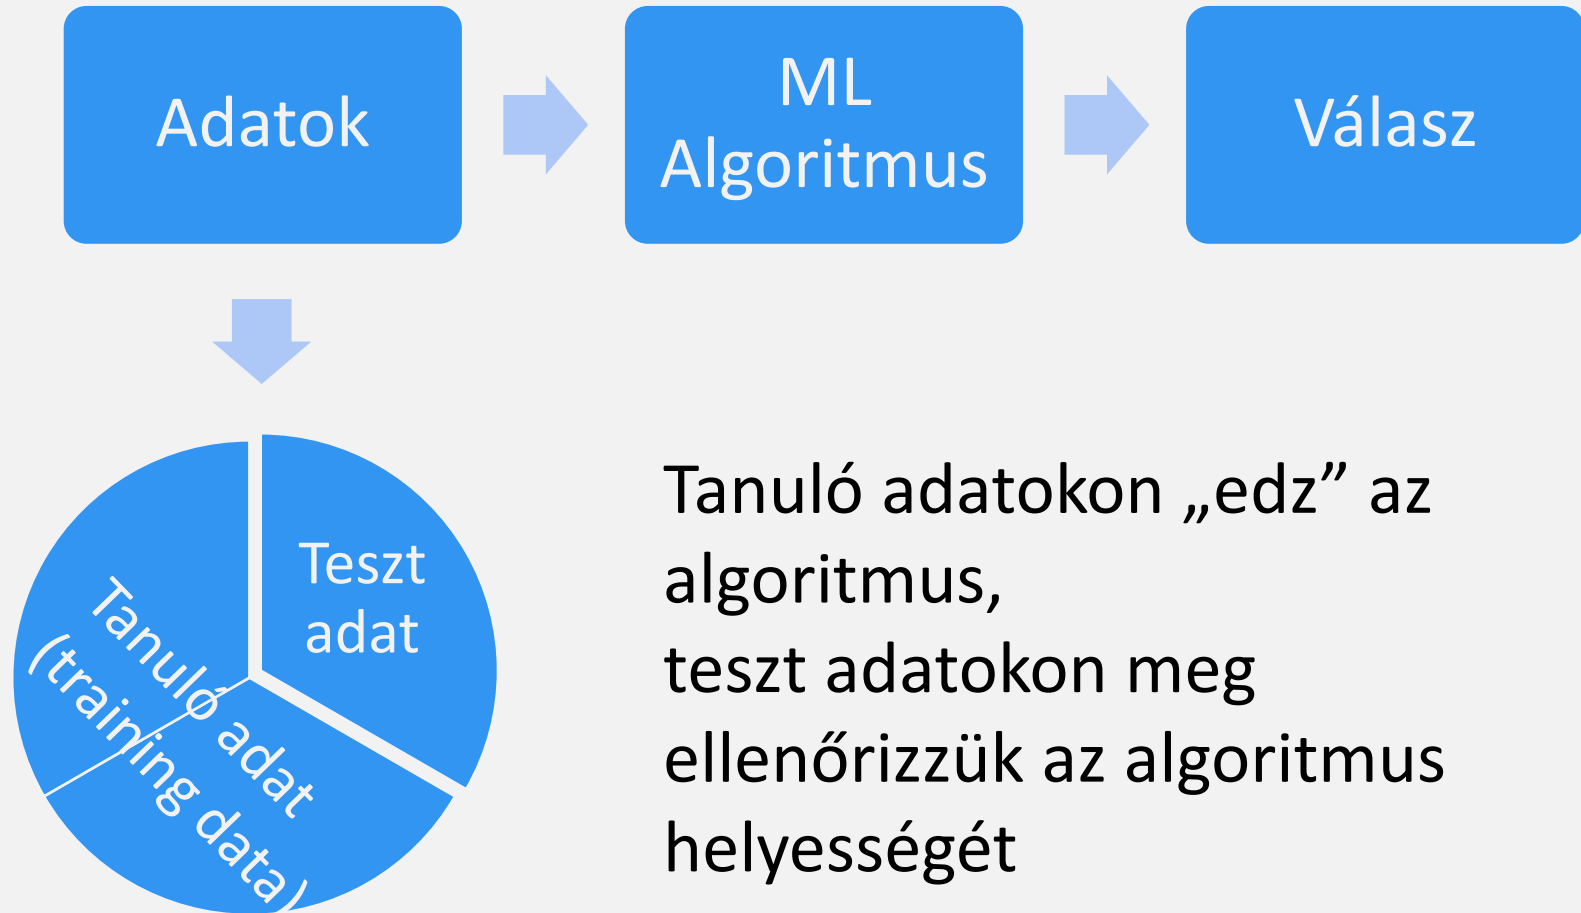 Adatok
ML
Algoritmus
Válasz
Teszt
adat
Tanuló adat
(training data)
Tanuló adatokon „edz” az
algoritmus,
teszt adatokon meg
ellenőrizzük az algoritmus
helyességét